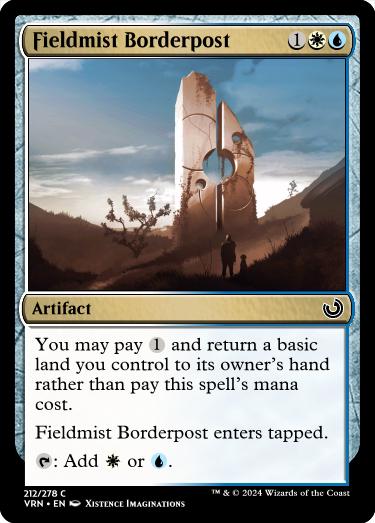 Fieldmist Borderpost 1
Artifact
You may pay 1 and return a basic
land you control to its owner's hand
rather than pay this spell's mana
cost.
Fieldmist Borderpost enters tapped.
: Add or .
212/278 C
VRN • EN Xistence Imaginations
™ & © 2024 Wizards of the Coast